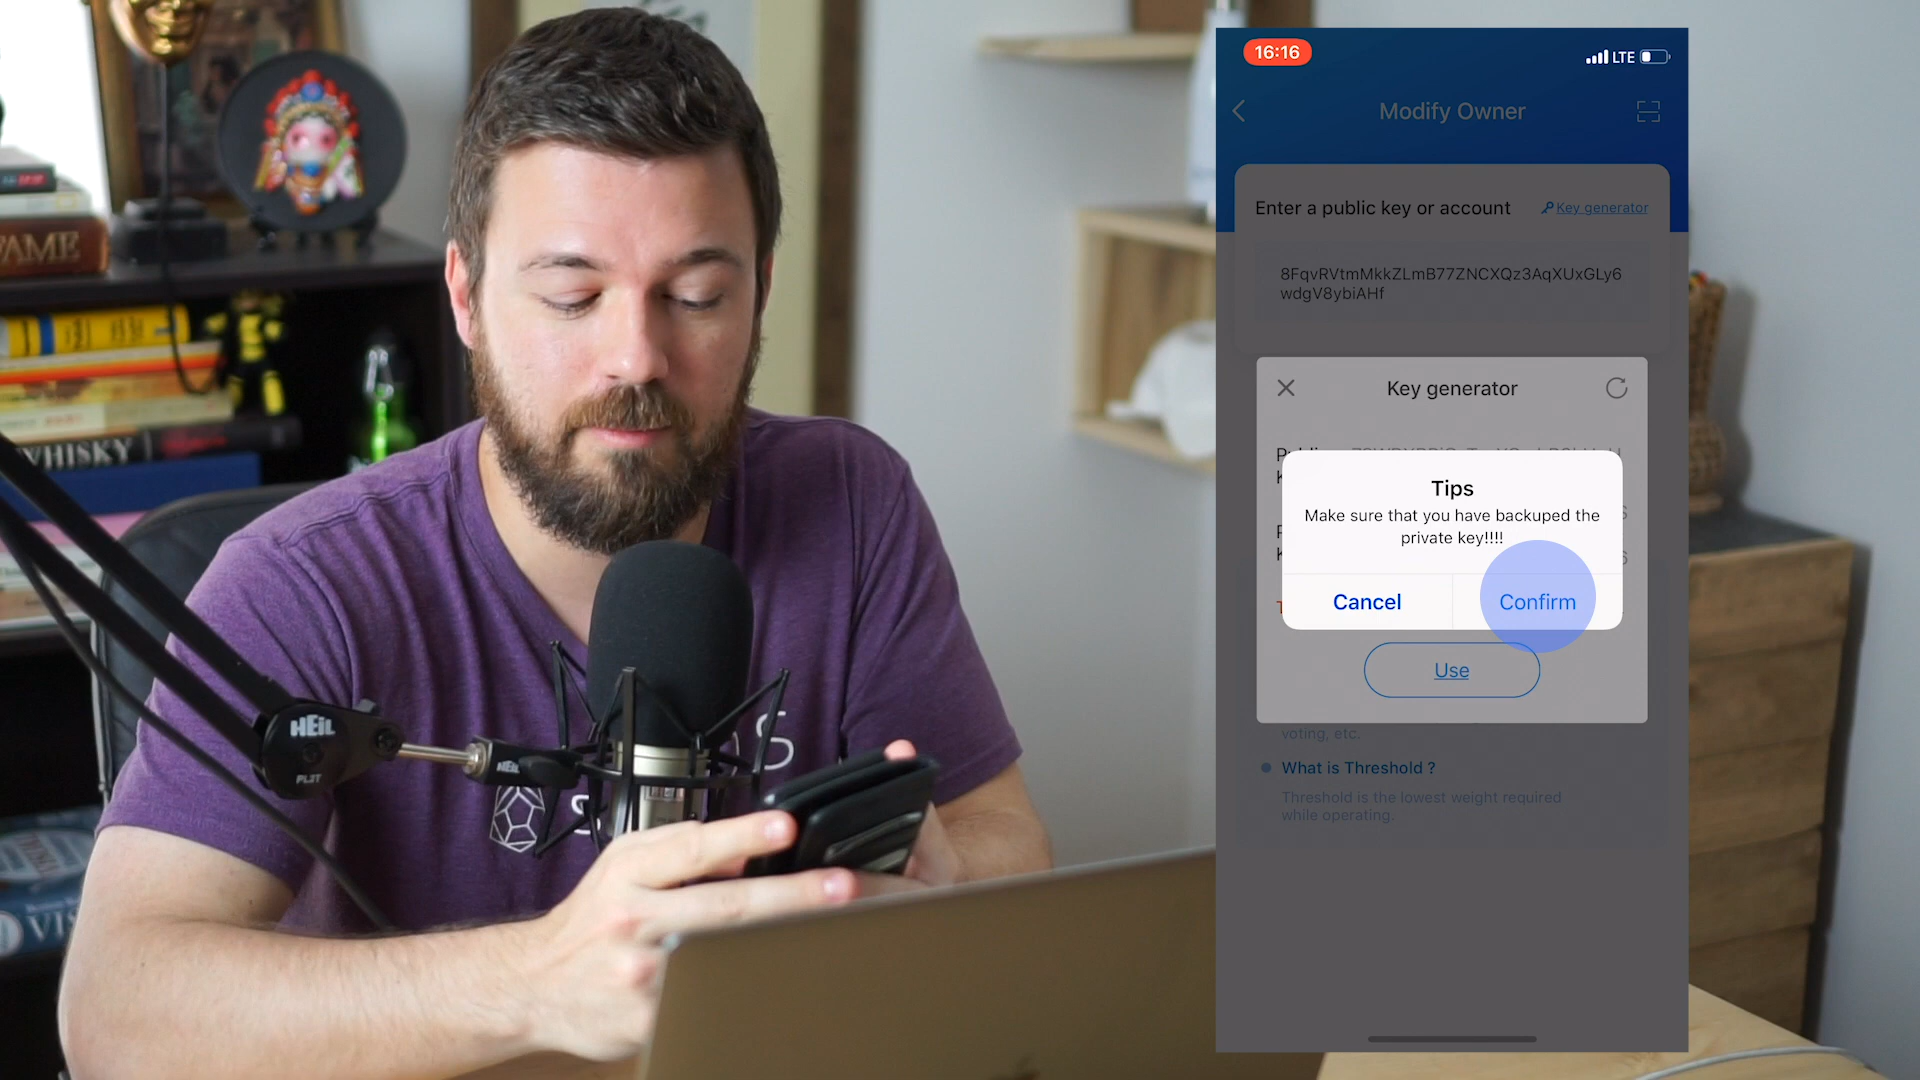 16:16
LTE
Modify Owner
Enter a public key or account
Key generator
8FqvRVtmMkkZLmB77ZNCXQz3AqXUxGLy6
wdgV8ybiAHf
Key generator
Tips
Make sure that you have backuped the
private key!!!!
Cancel
Confirm
Use
voting, etc.
What is Threshold ?
Threshold is the lowest weight required
while operating.
FAME
WHISKY
HEiL
PL2T
HEiL